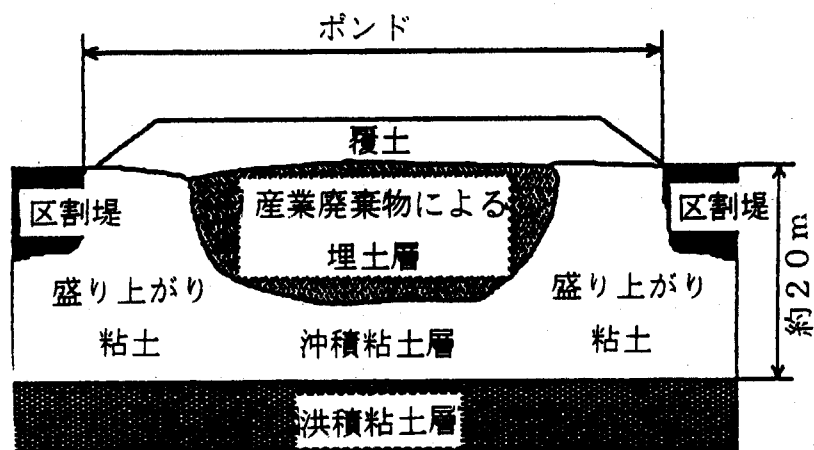 ポンド
覆土
区割堤
産業廃棄物による
埋土層
区割堤
盛り上がり
粘土
沖積粘土層
盛り上がり
粘土
約20m
洪積粘土層